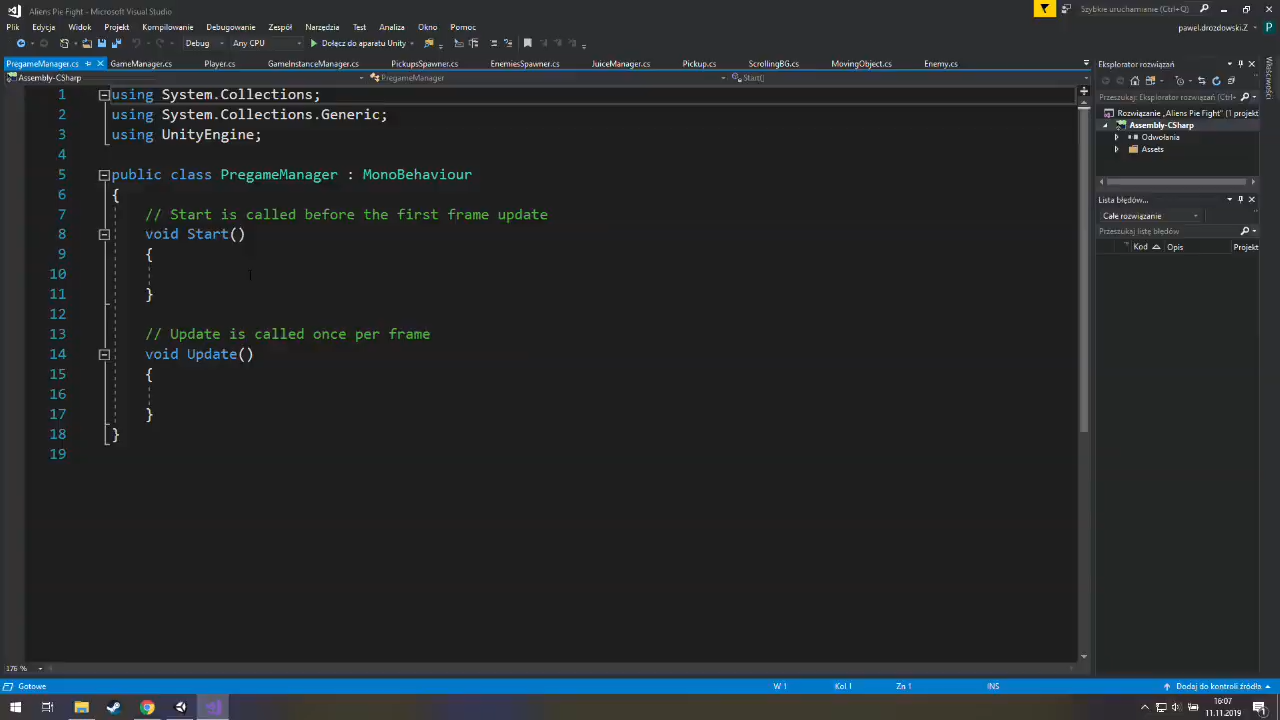 Aliens Pie Fight - Microsoft Visual Studio
Szybkie uruchamianie (Ctrl+Q)
Plik Edycja Widok Projekt Kompilowanie Debugowanie Zespół Narzędzia Test Analiza Okno Pomoc
pawel.drozdowski.Z P
Debug Any CPU Dołącz do aparatu Unity
PregameManager.cs GameManager.cs Player.cs GameInstanceManager.cs PickupsSpawner.cs EnemiesSpawner.cs JuiceManager.cs Pickup.cs ScrollingBG.cs MovingObject.cs Enemy.cs
Assembly-CSharp PregameManager Start()
1 using System.Collections;
2 using System.Collections.Generic;
3 using UnityEngine;
4
5 public class PregameManager : MonoBehaviour
6 {
7 // Start is called before the first frame update
8 void Start()
9 {
10
11 }
12
13 // Update is called once per frame
14 void Update()
15 {
16
17 }
18 }
19
Eksplorator rozwiązań
Przeszukaj: Eksplorator rozwiązań (Ctrl+
Rozwiązanie „Aliens Pie Fight" (1 projekt
Assembly-CSharp
Odwołania
Assets
Lista błędów
Całe rozwiązanie
Przeszukaj listę błędów
Kod Opis Projekt
Właściwości
176 %
Gotowe W 1 Kol 1 Zn 1 INS Dodaj do kontroli źródła
16:07
11.11.2019
1